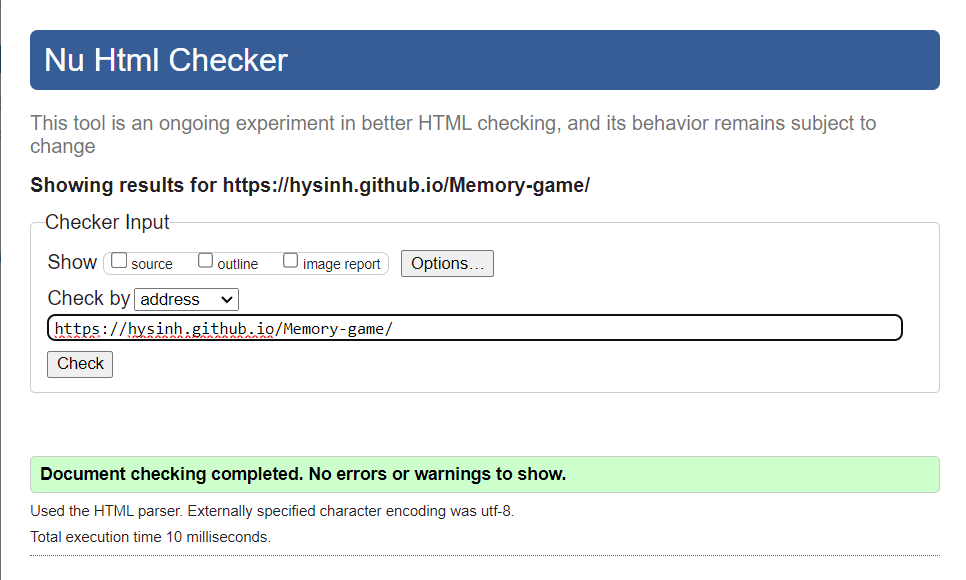 Nu Html Checker
This tool is an ongoing experiment in better HTML checking, and its behavior remains subject to
change
Showing results for https://hysinh.github.io/Memory-game/
Checker Input
Show source outline image report Options…
Check by address
https://hysinh.github.io/Memory-game/
Check
Document checking completed. No errors or warnings to show.
Used the HTML parser. Externally specified character encoding was utf-8.
Total execution time 10 milliseconds.